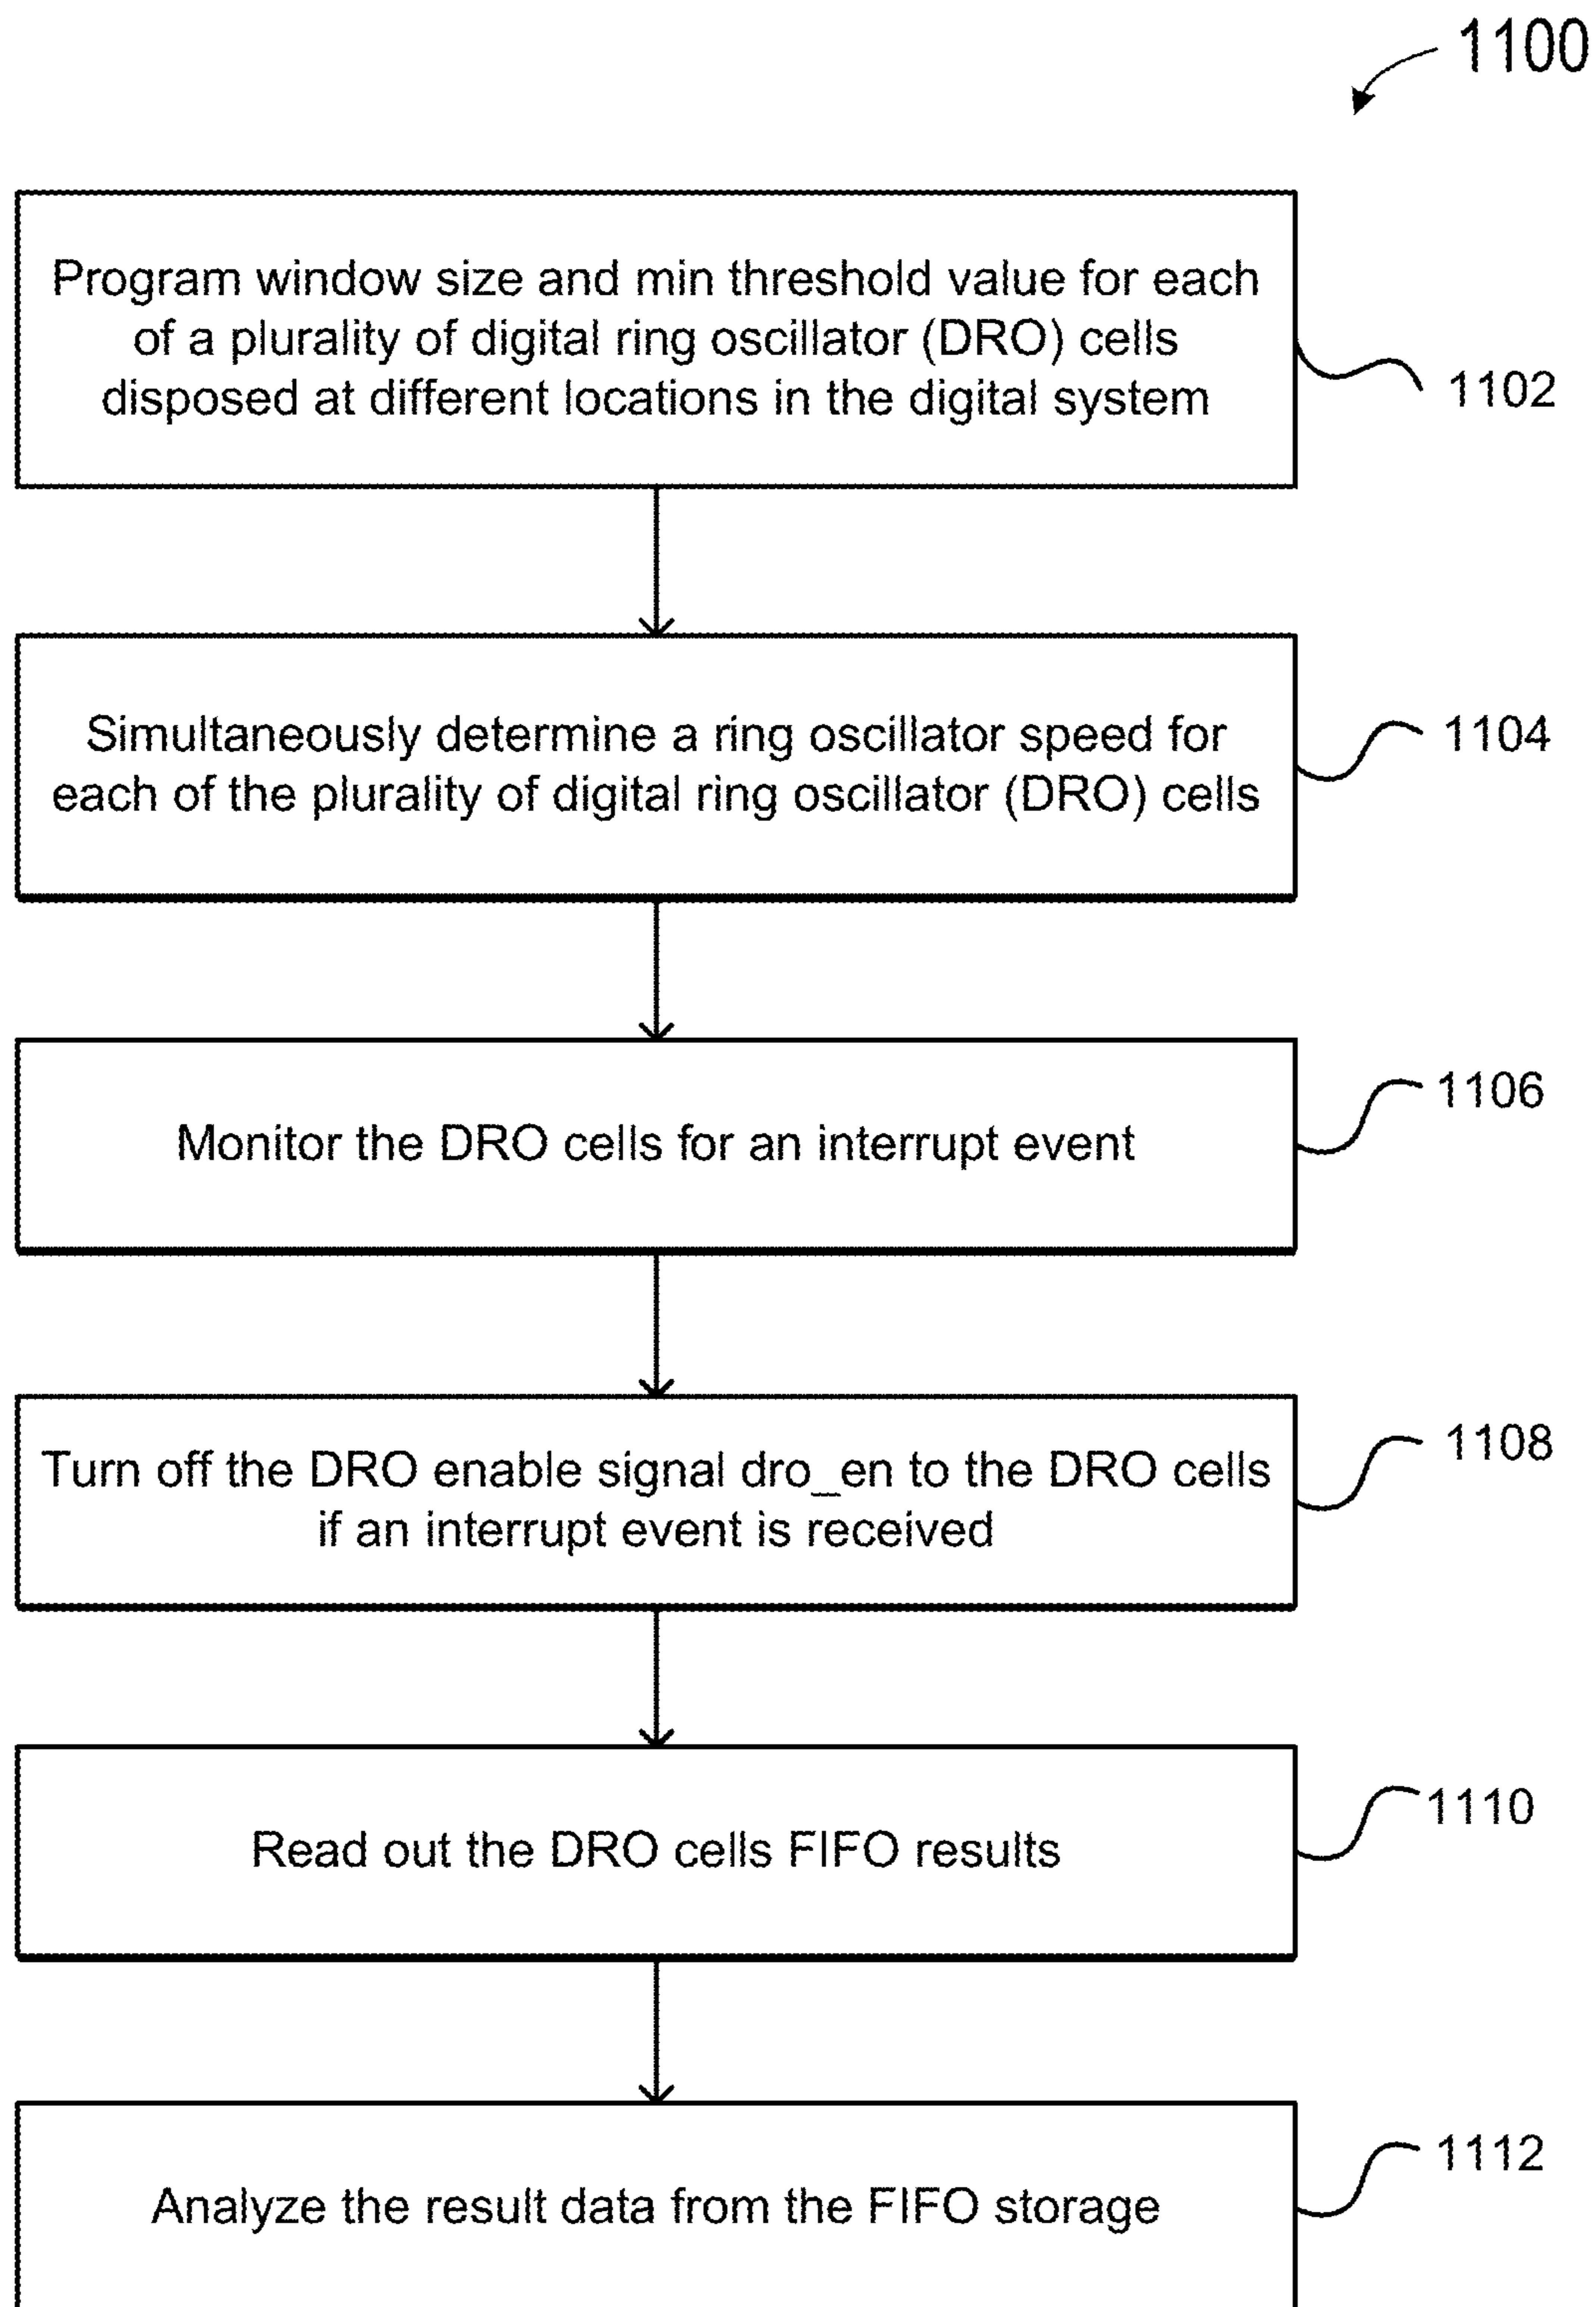 1100
Program window size and min threshold value for each
of a plurality of digital ring oscillator (DRO) cells
disposed at different locations in the digital system
1102
Simultaneously determine a ring oscillator speed for
each of the plurality of digital ring oscillator (DRO) cells
1104
Monitor the DRO cells for an interrupt event
1106
Turn off the DRO enable signal dro_en to the DRO cells
if an interrupt event is received
1108
Read out the DRO cells FIFO results
1110
Analyze the result data from the FIFO storage
1112